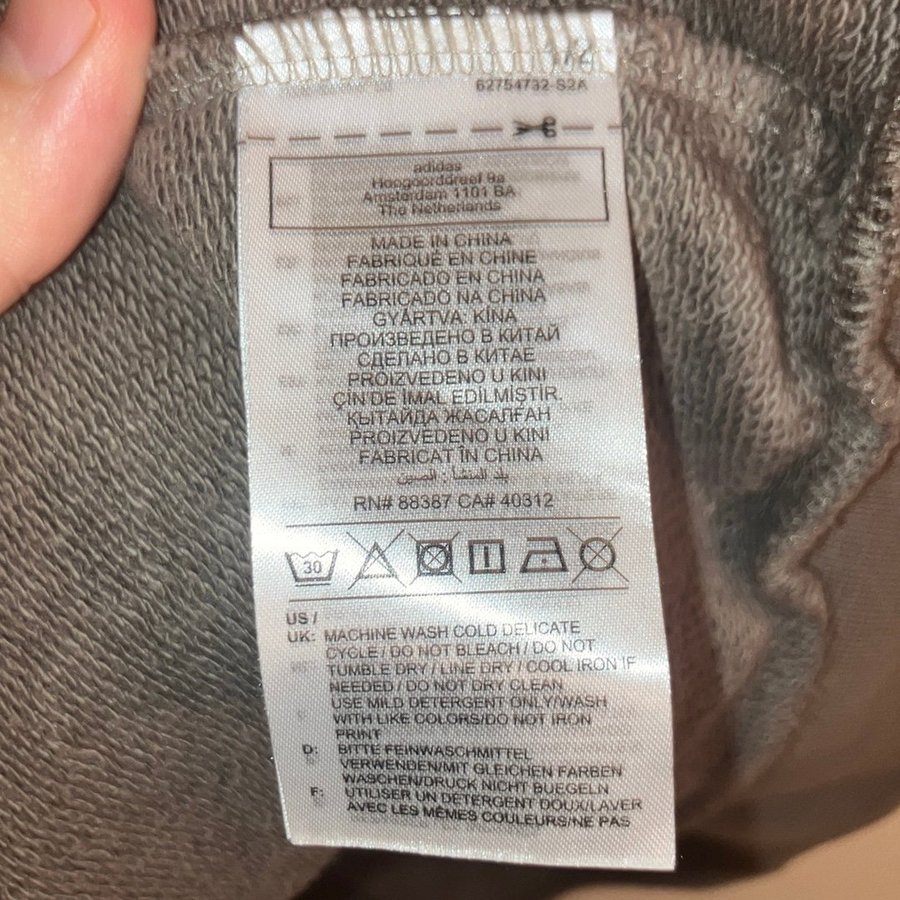 62754732-S2A
adidas
Hoogoorddreef 9a
Amsterdam 1101 BA
The Netherlands
MADE IN CHINA
FABRIQUÉ EN CHINE
FABRICADO EN CHINA
FABRICADO NA CHINA
GYÁRTVA: KÍNA
ПРОИЗВЕДЕНО В КИТАЙ
СДЕЛАНО В КИТАЕ
PROIZVEDENO U KINI
ÇİN'DE İMAL EDİLMİŞTİR.
ҚЫТАЙДА ЖАСАЛҒАН
PROIZVEDENO U KINI
FABRICAT ÎN CHINA
بلد المنشأ: الصين
RN# 88387 CA# 40312
30
US /
UK: MACHINE WASH COLD DELICATE
CYCLE / DO NOT BLEACH / DO NOT
TUMBLE DRY / LINE DRY / COOL IRON IF
NEEDED / DO NOT DRY CLEAN
USE MILD DETERGENT ONLY/WASH
WITH LIKE COLORS/DO NOT IRON
PRINT
D: BITTE FEINWASCHMITTEL
VERWENDEN/MIT GLEICHEN FARBEN
WASCHEN/DRUCK NICHT BUEGELN
F: UTILISER UN DETERGENT DOUX/LAVER
AVEC LES MÊMES COULEURS/NE PAS